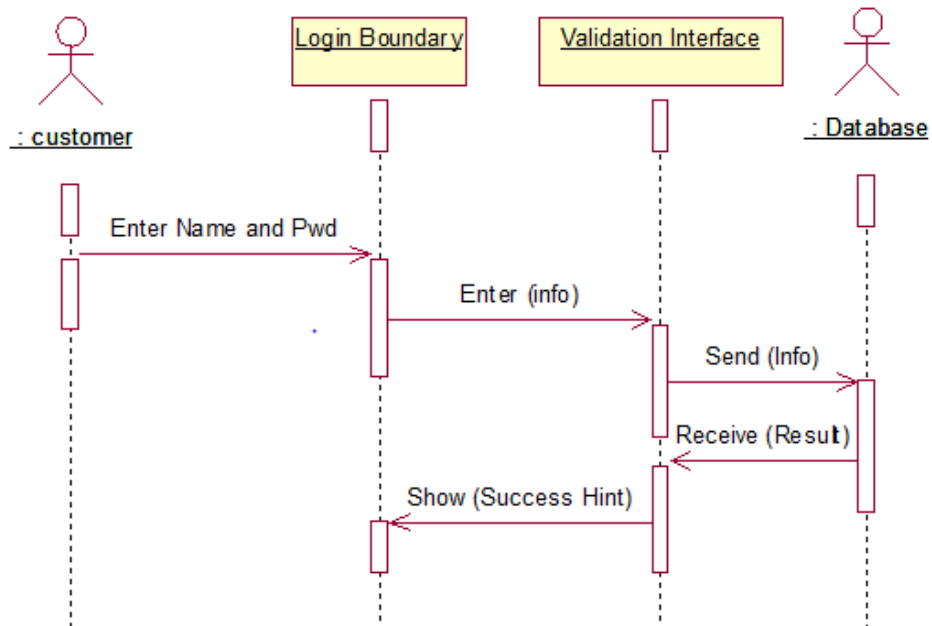 Login Boundary
Validation Interface
: customer
: Database
Enter Name and Pwd
Enter (info)
Send (Info)
Receive (Result)
Show (Success Hint)